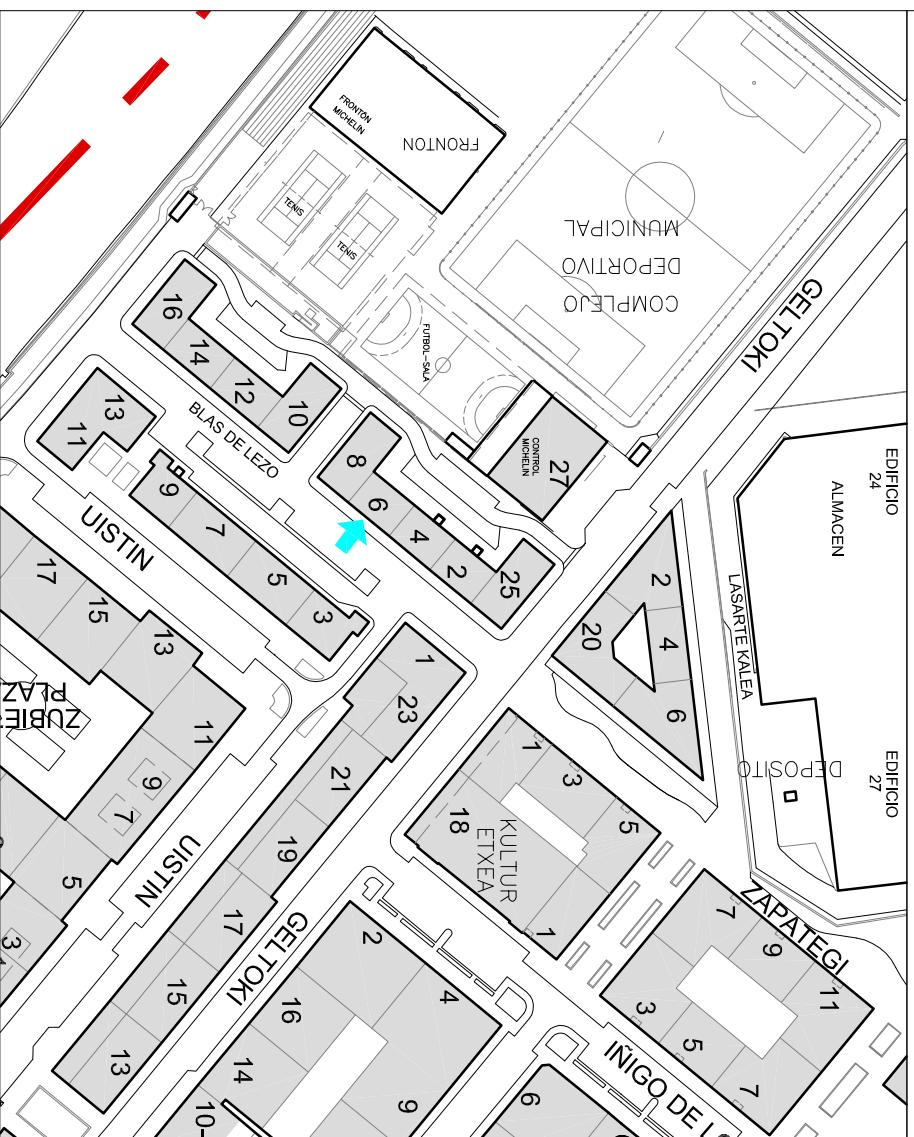 FRONTÓN
MICHELIN
FRONTON
TENIS
TENIS
COMPLEJO
DEPORTIVO
MUNICIPAL
FUTBOL-SALA
GELTOKI
CONTROL
MICHELIN
27
EDIFICIO
24
ALMACEN
LASARTE KALEA
EDIFICIO
27
DEPOSITO
16
14
12
10
BLAS DE LEZO
13
11
8
6
4
2
25
9
7
5
3
UISTIN
2
4
6
20
1
23
21
19
17
15
13
17
15
13
11
9
7
5
3
UISTIN
GELTOKI
1
3
5
18
1
KULTUR
ETXEA
ZAPATEGI
7
9
11
3
5
7
IÑIGO DE
2
4
16
14
10-
9
6